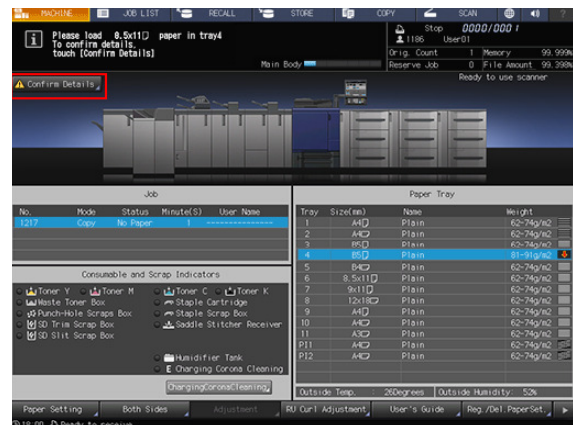 MACHINE JOB LIST RECALL STORE COPY SCAN ?
i Please load 8.5x11 paper in tray4
To confirm details.
touch [Confirm Details]
Main Body
Stop 0000/0001
1186 User01
Orig. Count 1 Memory 99.999%
Reserve Job 0 File Amount 99.398%
Ready to use scanner
Confirm Details
Job
No. Mode Status Minute(S) User Name
1217 Copy No Paper 1 --------------
Consumable and Scrap Indicators
Toner Y Toner M Toner C Toner K
Waste Toner Box Staple Cartridge
Punch-Hole Scraps Box Staple Scrap Box
SD Trim Scrap Box Saddle Stitcher Receiver
SD Slit Scrap Box
Humidifier Tank
E Charging Corona Cleaning
ChargingCoronaCleaning
Paper Tray
Tray Size(mm) Name Weight
1 A4 Plain 62-74g/m2
2 A4 Plain 62-74g/m2
3 B5 Plain 62-74g/m2
4 B5 Plain 81-91g/m2
5 B4 Plain 62-74g/m2
6 8.5x11 Plain 62-74g/m2
7 9x11 Plain 62-74g/m2
8 12x18 Plain 62-74g/m2
9 A4 Plain 62-74g/m2
10 A4 Plain 62-74g/m2
11 A3 Plain 62-74g/m2
PI1 A4 Plain 62-74g/m2
PI2 A4 Plain 62-74g/m2
Outside Temp. : 26Degrees Outside Humidity: 52%
Paper Setting Both Sides Adjustment RU Curl Adjustment User's Guide Reg./Del.PaperSet.
Ready to receive